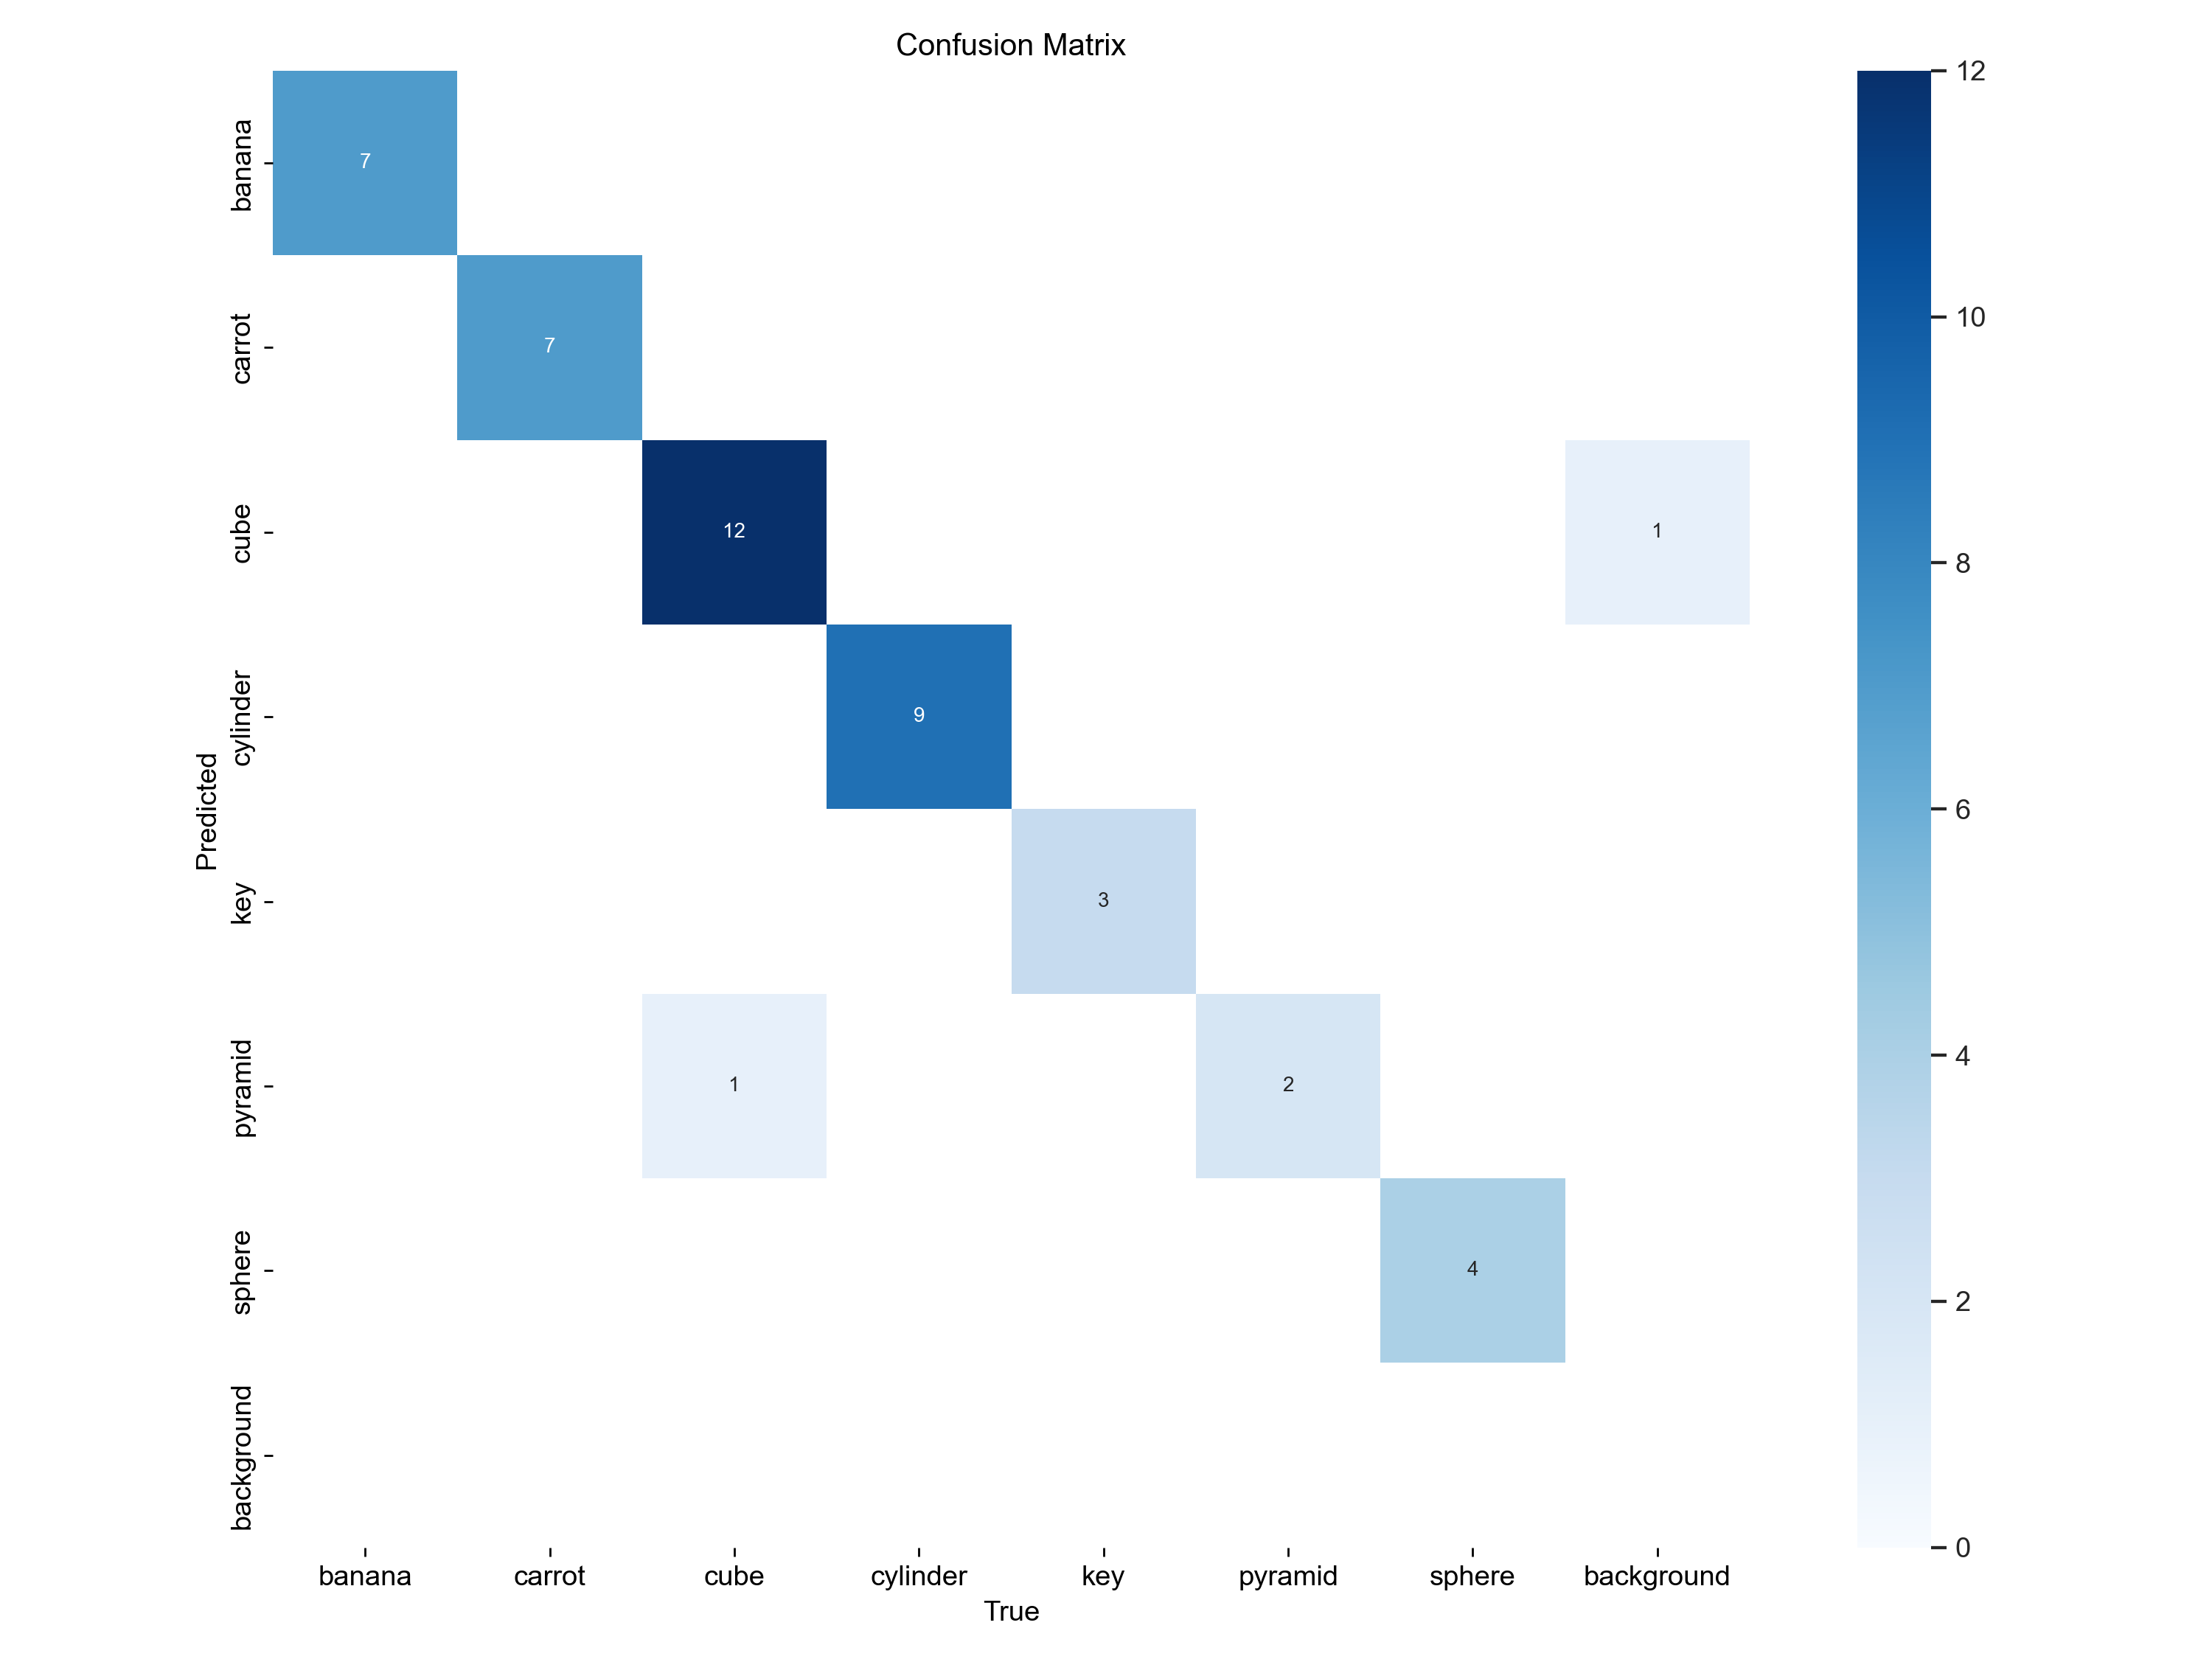 Confusion Matrix
banana
carrot
cube
cylinder
key
pyramid
sphere
background
Predicted
7
7
12
1
9
3
1
2
4
banana carrot cube cylinder key pyramid sphere background
True
12
10
8
6
4
2
0